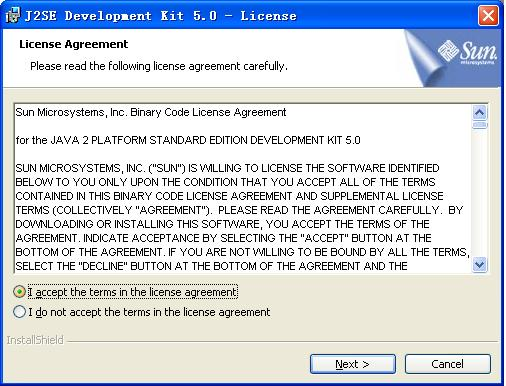 J2SE Development Kit 5.0 - License
License Agreement
Please read the following license agreement carefully.
Sun
microsystems
Sun Microsystems, Inc. Binary Code License Agreement
for the JAVA 2 PLATFORM STANDARD EDITION DEVELOPMENT KIT 5.0
SUN MICROSYSTEMS, INC. ("SUN") IS WILLING TO LICENSE THE SOFTWARE IDENTIFIED
BELOW TO YOU ONLY UPON THE CONDITION THAT YOU ACCEPT ALL OF THE TERMS
CONTAINED IN THIS BINARY CODE LICENSE AGREEMENT AND SUPPLEMENTAL LICENSE
TERMS (COLLECTIVELY "AGREEMENT"). PLEASE READ THE AGREEMENT CAREFULLY. BY
DOWNLOADING OR INSTALLING THIS SOFTWARE, YOU ACCEPT THE TERMS OF THE
AGREEMENT. INDICATE ACCEPTANCE BY SELECTING THE "ACCEPT" BUTTON AT THE
BOTTOM OF THE AGREEMENT. IF YOU ARE NOT WILLING TO BE BOUND BY ALL THE TERMS,
SELECT THE "DECLINE" BUTTON AT THE BOTTOM OF THE AGREEMENT AND THE
I accept the terms in the license agreement
I do not accept the terms in the license agreement
InstallShield
Next >
Cancel